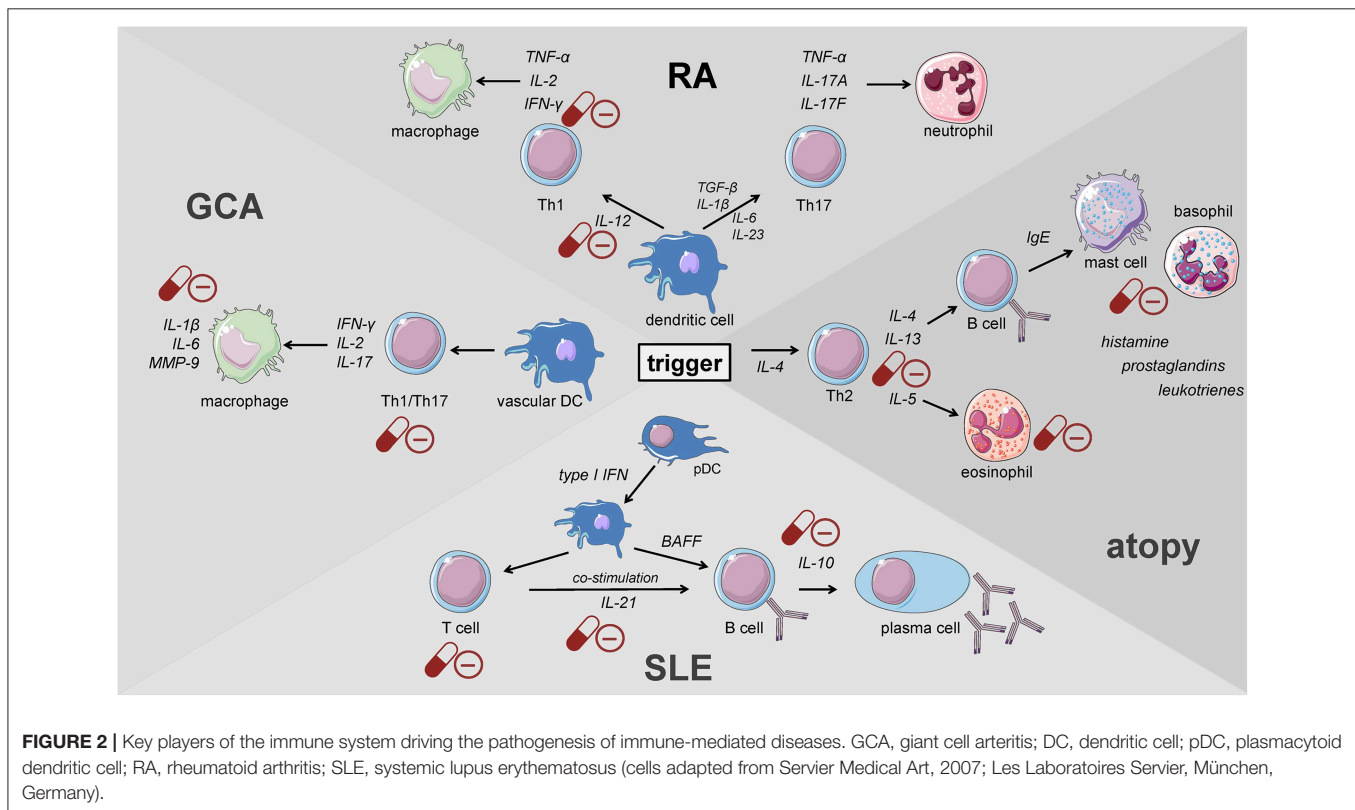 TNF-α
IL-2
IFN-γ
macrophage
Th1
RA
TNF-α
IL-17A
IL-17F
neutrophil
Th17
IL-12
TGF-β
IL-1β
IL-6
IL-23
dendritic cell
GCA
IL-1β
IL-6
MMP-9
macrophage
IFN-γ
IL-2
IL-17
Th1/Th17
vascular DC
trigger
IL-4
Th2
IL-4
IL-13
IL-5
B cell
IgE
mast cell
basophil
histamine
prostaglandins
leukotrienes
eosinophil
atopy
pDC
type I IFN
BAFF
T cell
co-stimulation
IL-21
B cell
IL-10
plasma cell
SLE
FIGURE 2 | Key players of the immune system driving the pathogenesis of immune-mediated diseases. GCA, giant cell arteritis; DC, dendritic cell; pDC, plasmacytoid
dendritic cell; RA, rheumatoid arthritis; SLE, systemic lupus erythematosus (cells adapted from Servier Medical Art, 2007; Les Laboratoires Servier, München,
Germany).